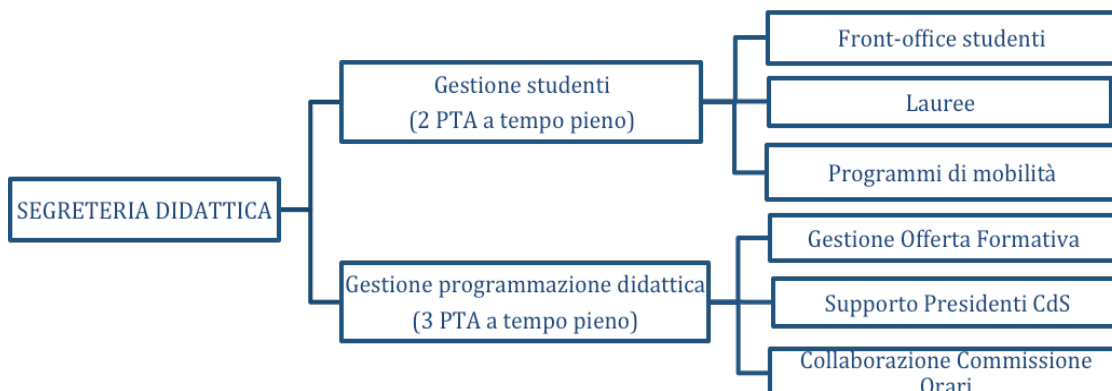 SEGRETERIA DIDATTICA
Gestione studenti
(2 PTA a tempo pieno)
Front-office studenti
Lauree
Programmi di mobilità
Gestione programmazione didattica
(3 PTA a tempo pieno)
Gestione Offerta Formativa
Supporto Presidenti CdS
Collaborazione Commissione
Orari